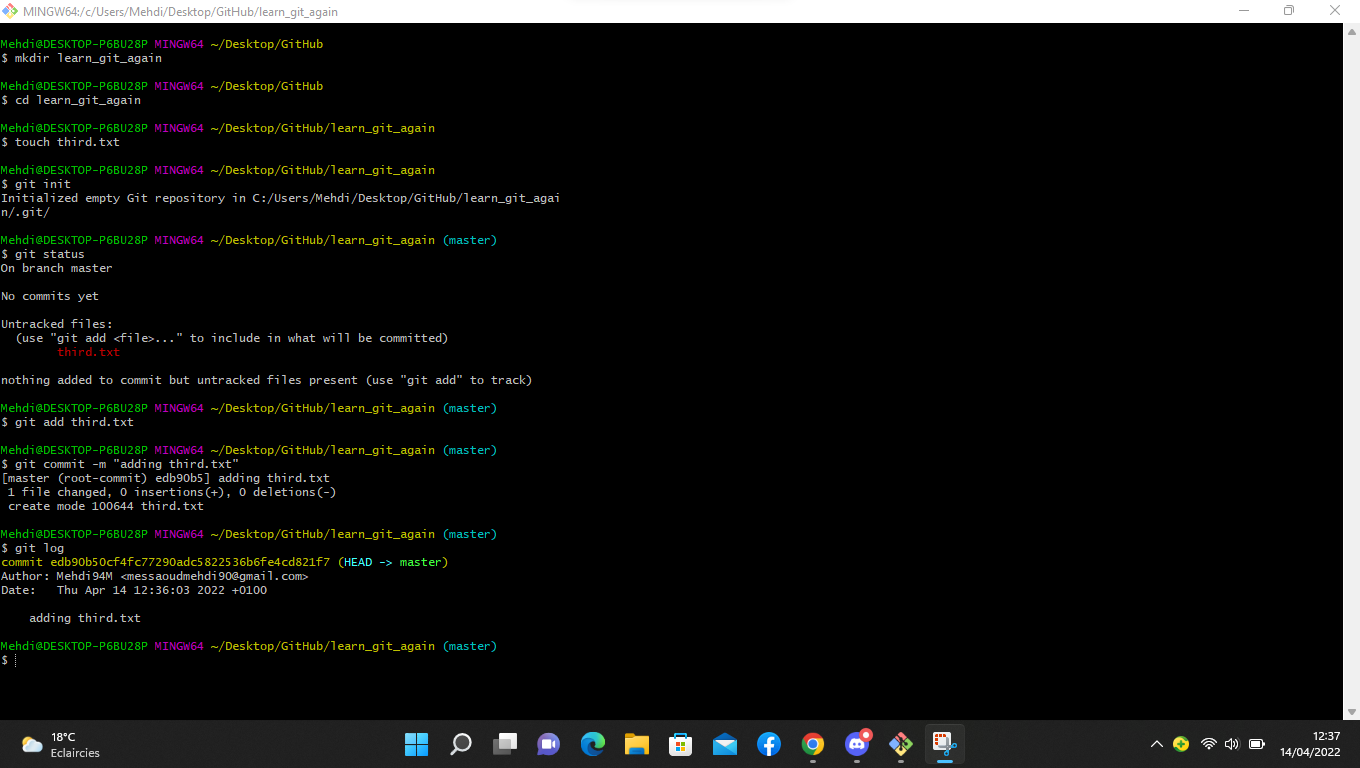 MINGW64:/c/Users/Mehdi/Desktop/GitHub/learn_git_again
Mehdi@DESKTOP-P6BU28P MINGW64 ~/Desktop/GitHub
$ mkdir learn_git_again
Mehdi@DESKTOP-P6BU28P MINGW64 ~/Desktop/GitHub
$ cd learn_git_again
Mehdi@DESKTOP-P6BU28P MINGW64 ~/Desktop/GitHub/learn_git_again
$ touch third.txt
Mehdi@DESKTOP-P6BU28P MINGW64 ~/Desktop/GitHub/learn_git_again
$ git init
Initialized empty Git repository in C:/Users/Mehdi/Desktop/GitHub/learn_git_agai
n/.git/
Mehdi@DESKTOP-P6BU28P MINGW64 ~/Desktop/GitHub/learn_git_again (master)
$ git status
On branch master
No commits yet
Untracked files:
  (use "git add <file>..." to include in what will be committed)
        third.txt
nothing added to commit but untracked files present (use "git add" to track)
Mehdi@DESKTOP-P6BU28P MINGW64 ~/Desktop/GitHub/learn_git_again (master)
$ git add third.txt
Mehdi@DESKTOP-P6BU28P MINGW64 ~/Desktop/GitHub/learn_git_again (master)
$ git commit -m "adding third.txt"
[master (root-commit) edb90b5] adding third.txt
 1 file changed, 0 insertions(+), 0 deletions(-)
 create mode 100644 third.txt
Mehdi@DESKTOP-P6BU28P MINGW64 ~/Desktop/GitHub/learn_git_again (master)
$ git log
commit edb90b50cf4fc77290adc5822536b6fe4cd821f7 (HEAD -> master)
Author: Mehdi94M <messaoudmehdi90@gmail.com>
Date:   Thu Apr 14 12:36:03 2022 +0100
    adding third.txt
Mehdi@DESKTOP-P6BU28P MINGW64 ~/Desktop/GitHub/learn_git_again (master)
$
18°C
Eclaircies
12:37
14/04/2022